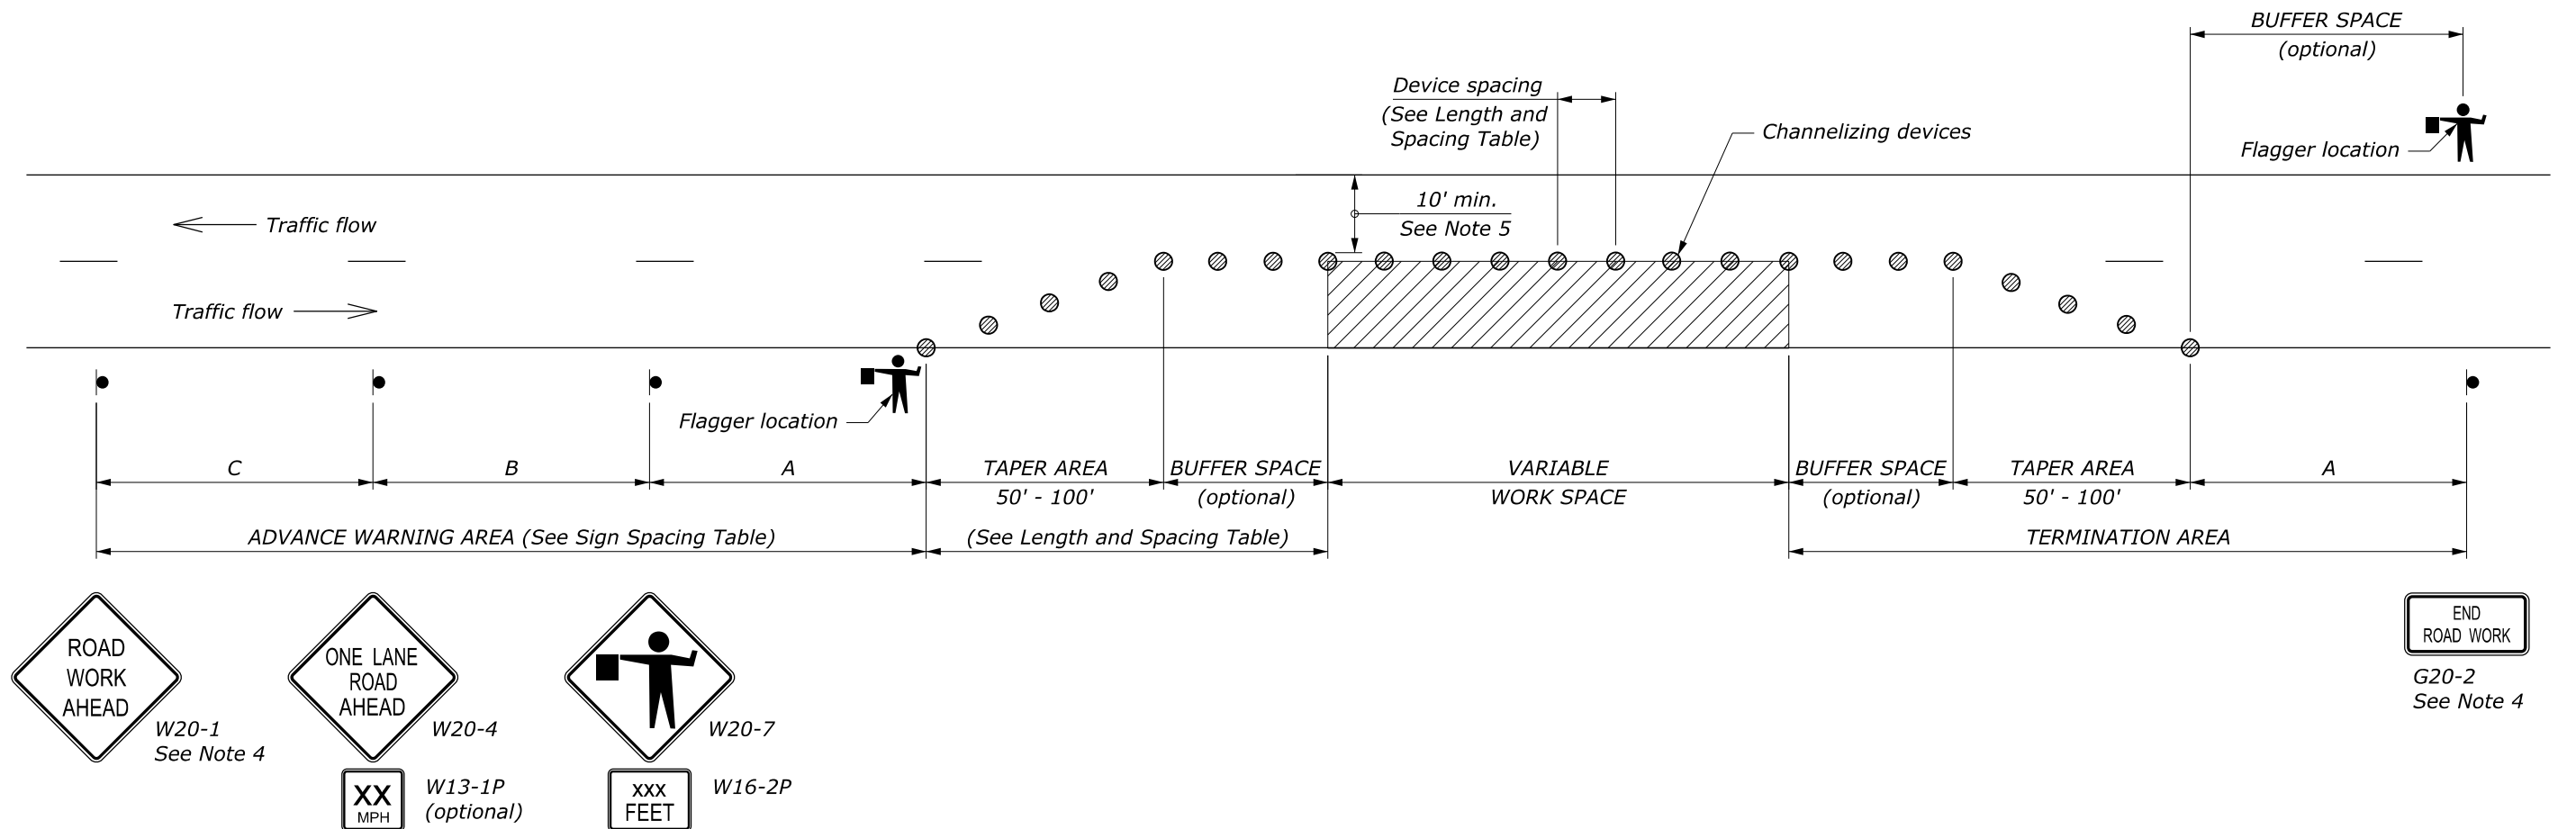 BUFFER SPACE
(optional)
Device spacing
(See Length and
Spacing Table)
Channelizing devices
Flagger location
10' min.
See Note 5
Traffic flow
Traffic flow
Flagger location
C
B
A
TAPER AREA
50' - 100'
BUFFER SPACE
(optional)
VARIABLE
WORK SPACE
BUFFER SPACE
(optional)
TAPER AREA
50' - 100'
A
ADVANCE WARNING AREA (See Sign Spacing Table)
(See Length and Spacing Table)
TERMINATION AREA
ROAD
WORK
AHEAD
W20-1
See Note 4
ONE LANE
ROAD
AHEAD
W20-4
XX
MPH
W13-1P
(optional)
W20-7
XXX
FEET
W16-2P
END
ROAD WORK
G20-2
See Note 4